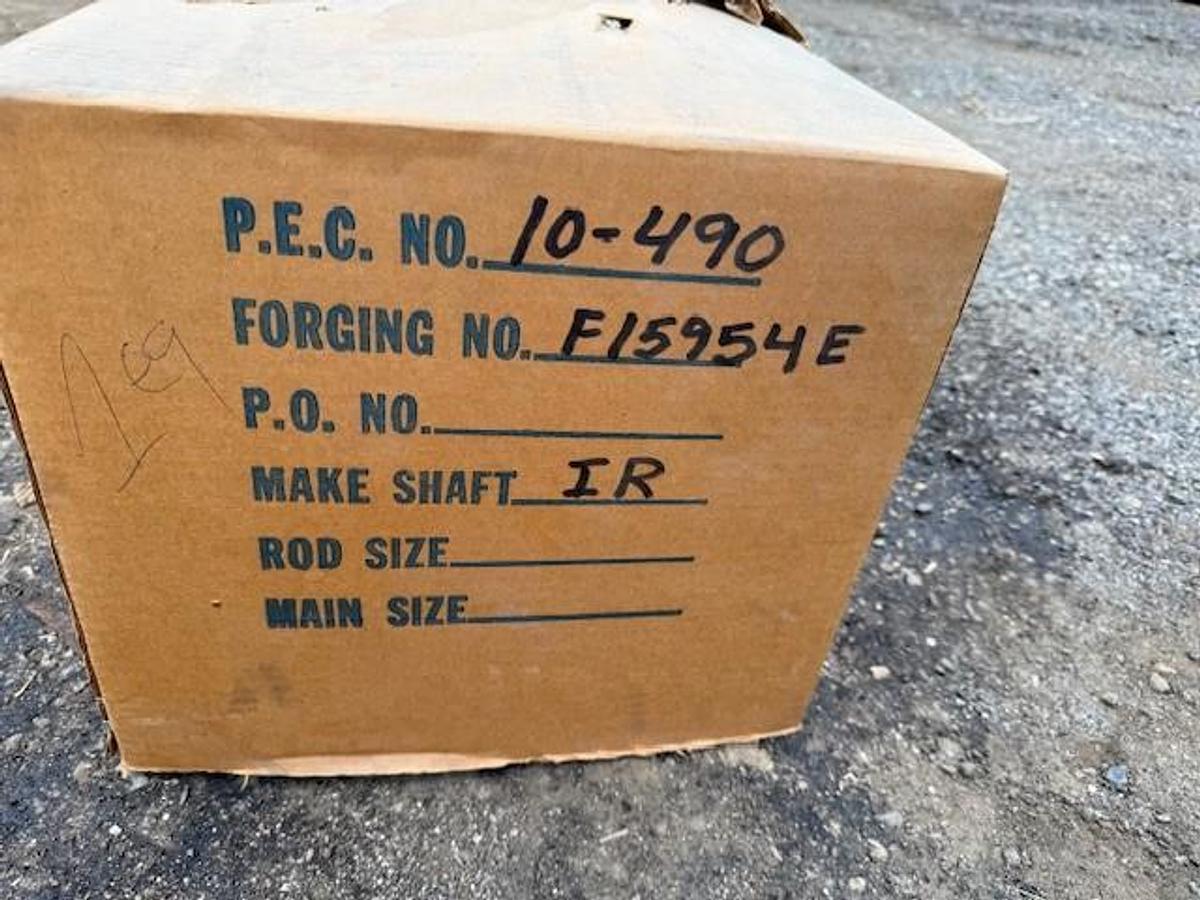 P.E.C. NO. 10-490
FORGING NO. F15954E
P.O. NO.
MAKE SHAFT IR
ROD SIZE
MAIN SIZE